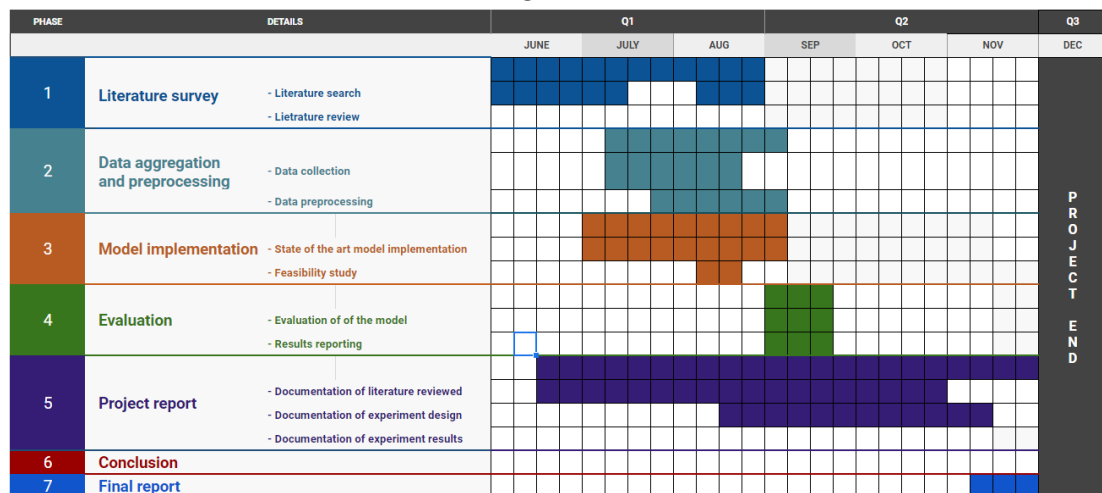 PHASE DETAILS Q1 Q2 Q3
JUNE JULY AUG SEP OCT NOV DEC
1 Literature survey - Literature search
- Lietrature review
2 Data aggregation
and preprocessing - Data collection
- Data preprocessing
3 Model implementation - State of the art model implementation
- Feasibility study
4 Evaluation - Evaluation of of the model
- Results reporting
5 Project report - Documentation of literature reviewed
- Documentation of experiment design
- Documentation of experiment results
6 Conclusion
7 Final report
PROJECT END